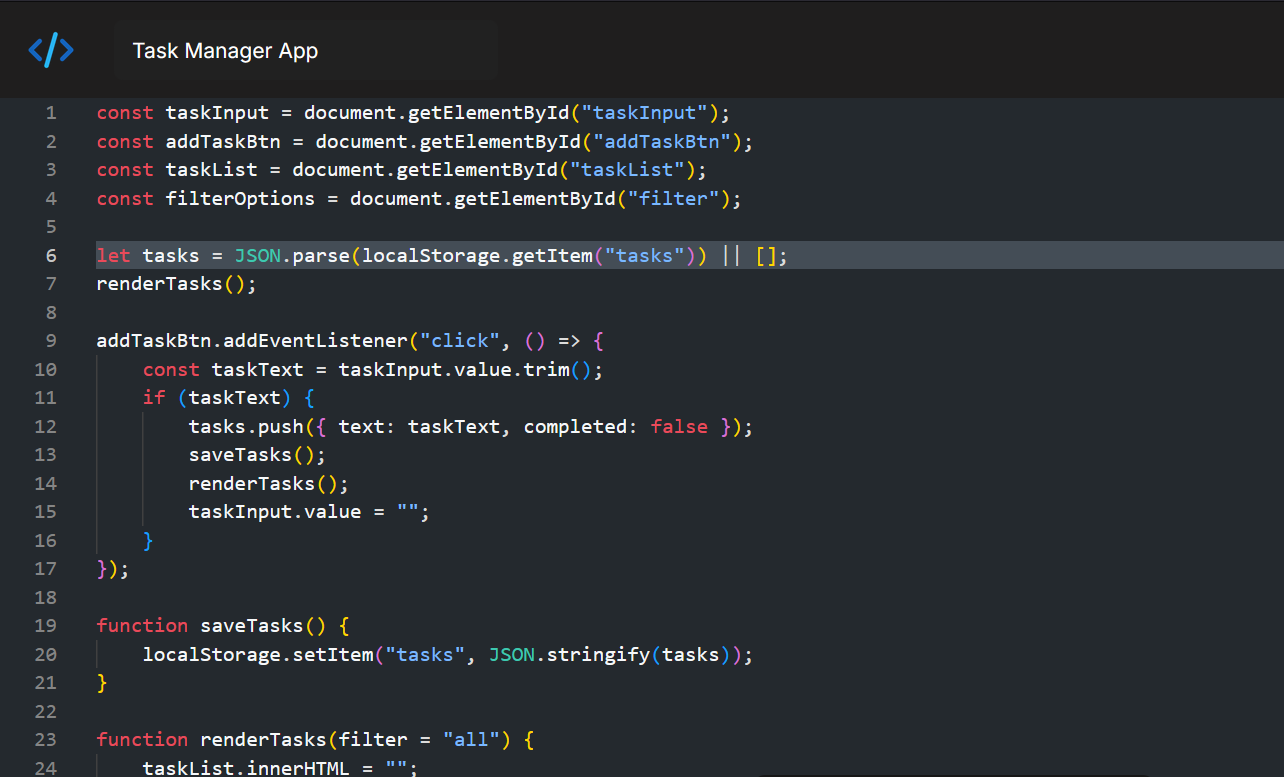 </>
Task Manager App
1 const taskInput = document.getElementById("taskInput");
2 const addTaskBtn = document.getElementById("addTaskBtn");
3 const taskList = document.getElementById("taskList");
4 const filterOptions = document.getElementById("filter");
5
6 let tasks = JSON.parse(localStorage.getItem("tasks")) || [];
7 renderTasks();
8
9 addTaskBtn.addEventListener("click", () => {
10     const taskText = taskInput.value.trim();
11     if (taskText) {
12         tasks.push({ text: taskText, completed: false });
13         saveTasks();
14         renderTasks();
15         taskInput.value = "";
16     }
17 });
18
19 function saveTasks() {
20     localStorage.setItem("tasks", JSON.stringify(tasks));
21 }
22
23 function renderTasks(filter = "all") {
24     taskList.innerHTML = "";